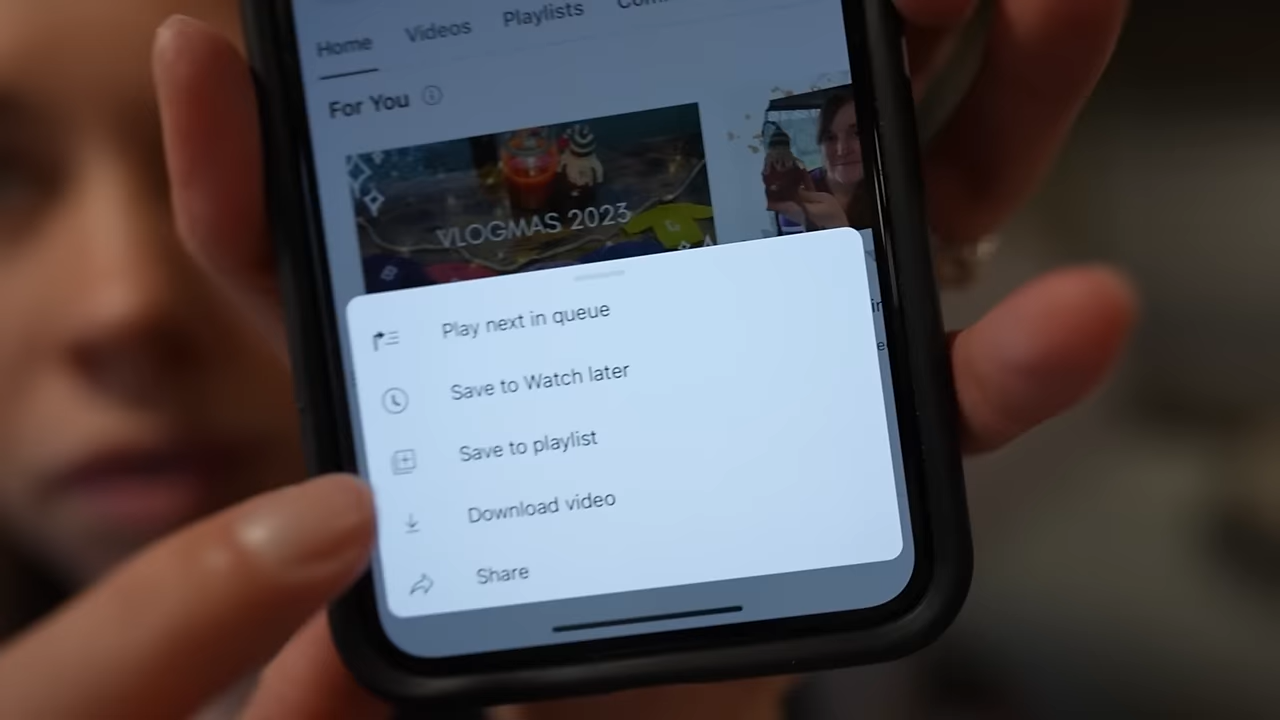 Home Videos Playlists
For You
VLOGMAS 2023
Play next in queue
Save to Watch later
Save to playlist
Download video
Share